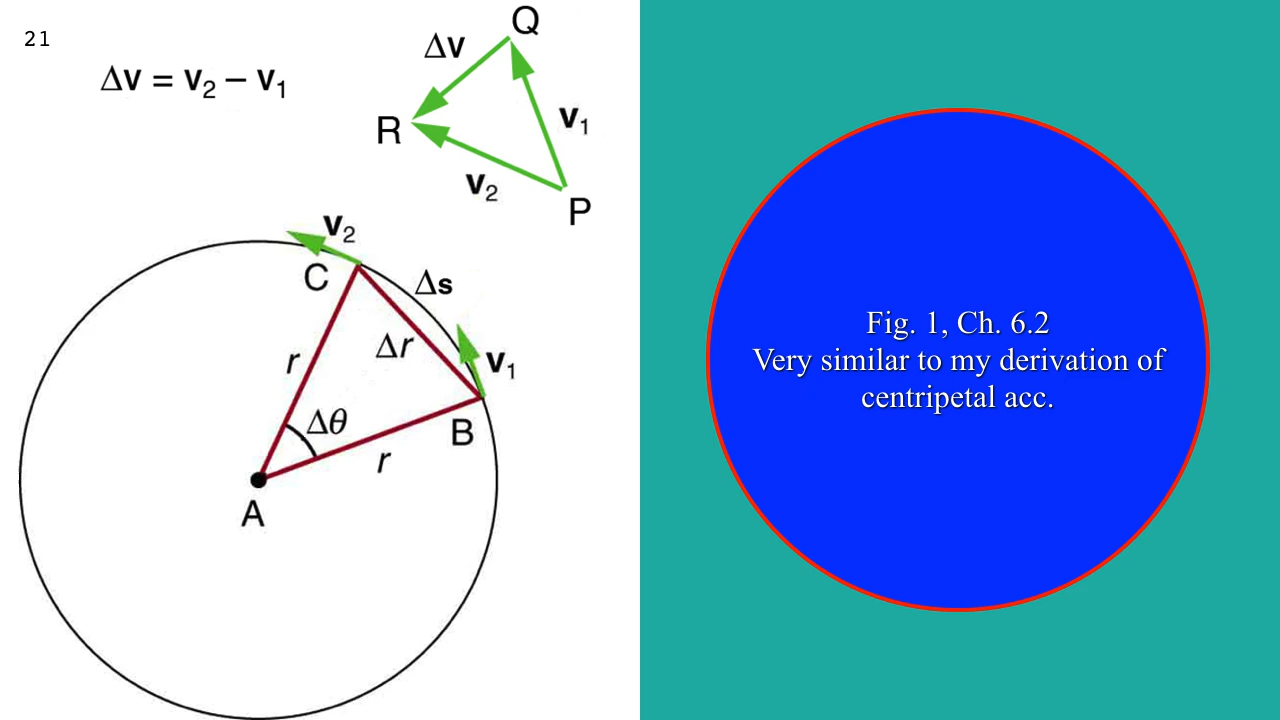 21
Δv = v₂ − v₁
Q
Δv
R
v₁
v₂
P
v₂
C
Δs
r
Δr
v₁
Δθ
B
r
A
Fig. 1, Ch. 6.2
Very similar to my derivation of
centripetal acc.